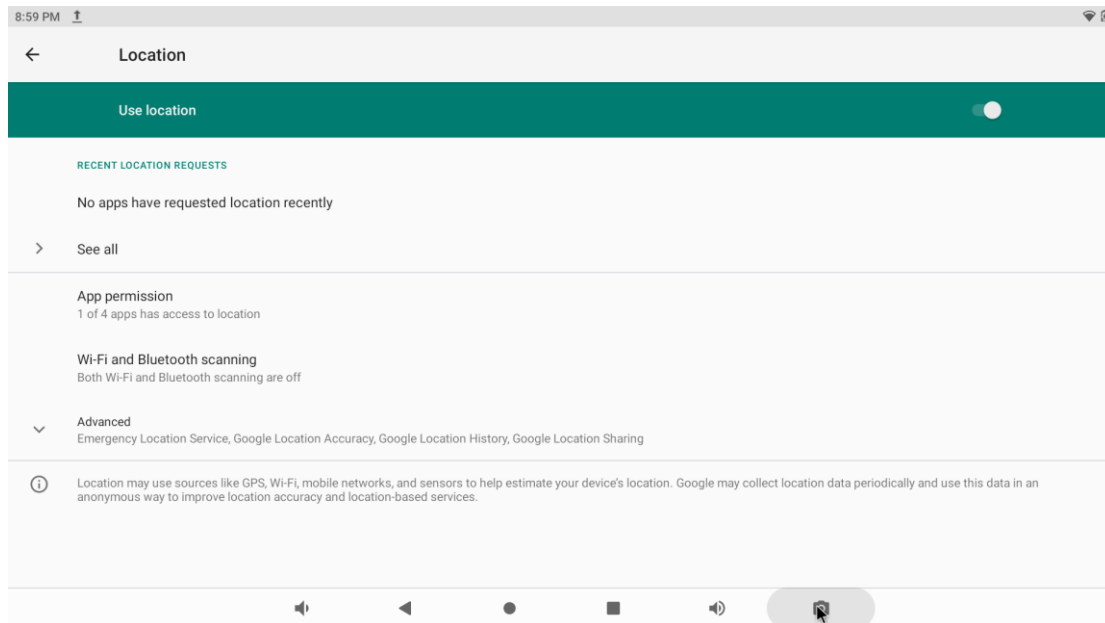 8:59 PM
Location
Use location
RECENT LOCATION REQUESTS
No apps have requested location recently
See all
App permission
1 of 4 apps has access to location
Wi-Fi and Bluetooth scanning
Both Wi-Fi and Bluetooth scanning are off
Advanced
Emergency Location Service, Google Location Accuracy, Google Location History, Google Location Sharing
Location may use sources like GPS, Wi-Fi, mobile networks, and sensors to help estimate your device's location. Google may collect location data periodically and use this data in an
anonymous way to improve location accuracy and location-based services.